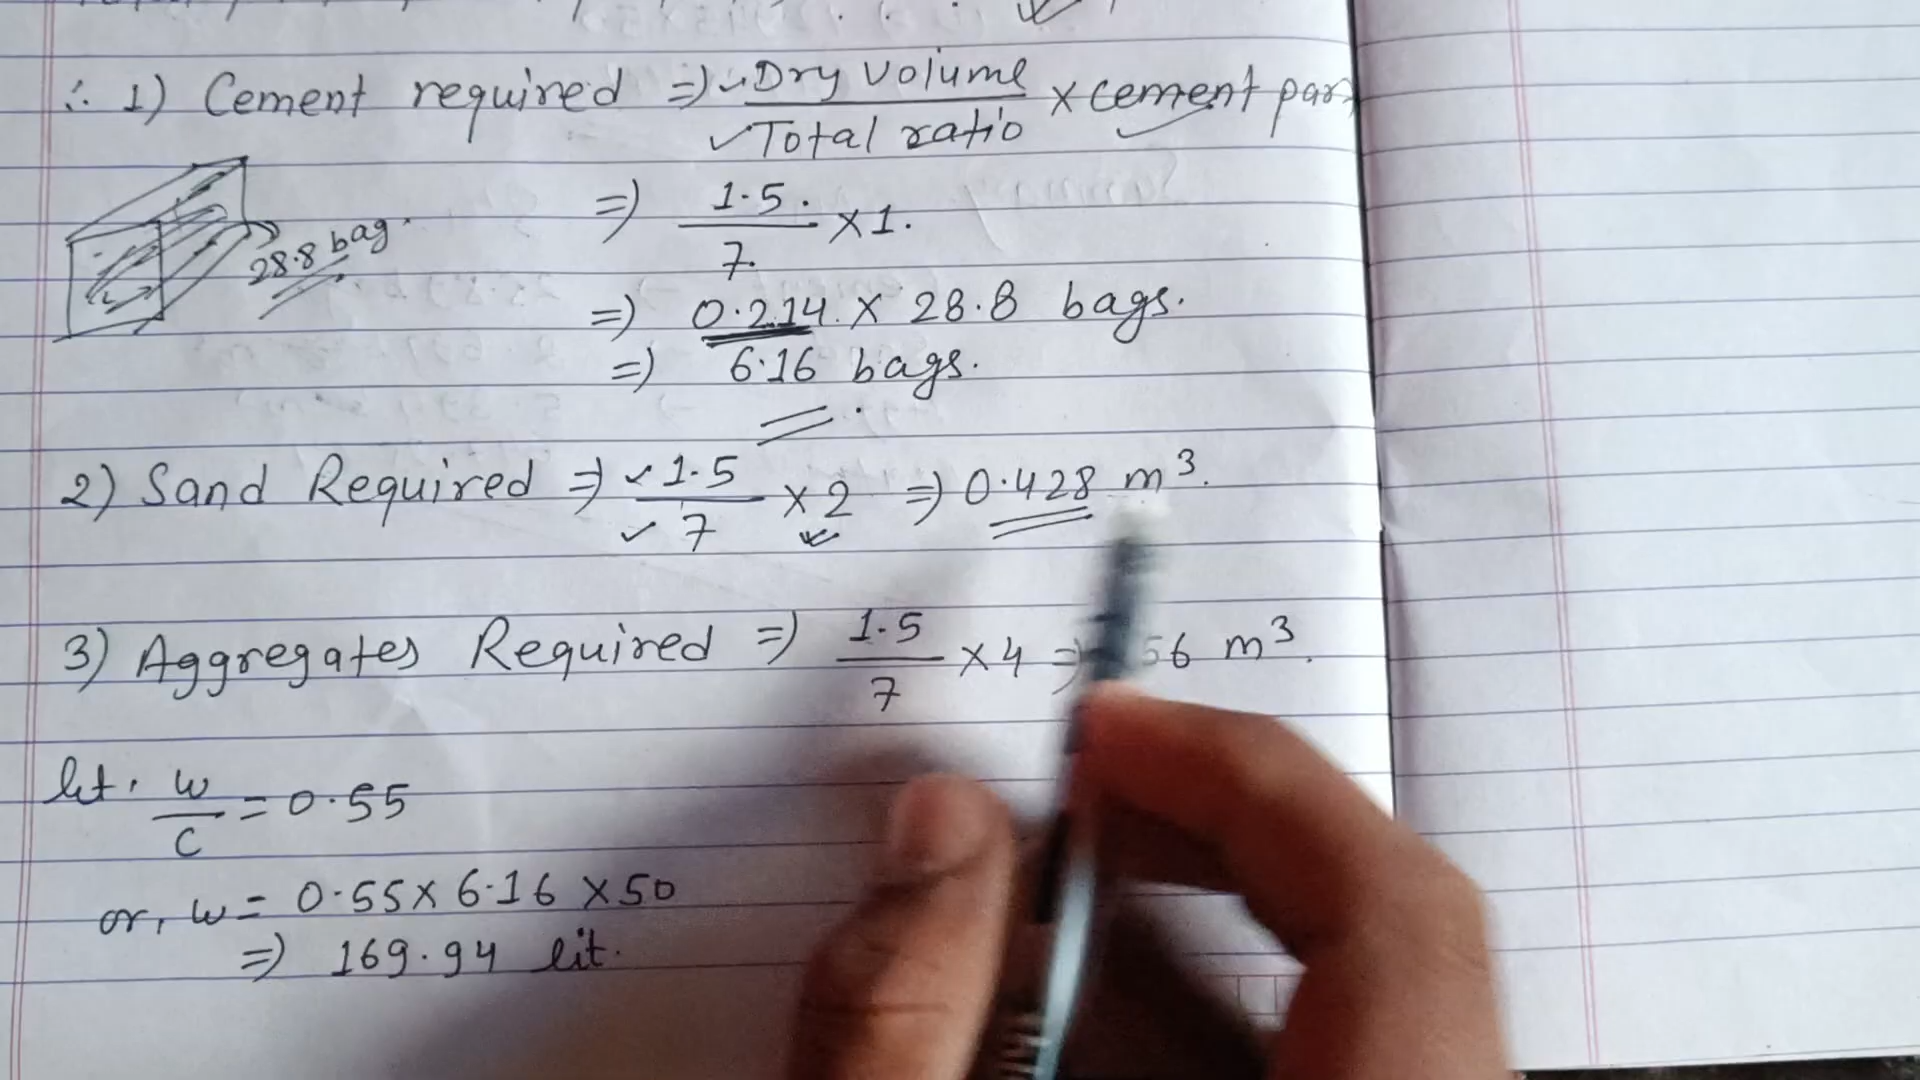 ∴ 1) Cement required ⇒ Dry Volume / Total ratio × cement par
28.8 bag.
⇒ 1.5 / 7 × 1.
⇒ 0.214 × 28.8 bags.
⇒ 6.16 bags.
2) Sand Required ⇒ 1.5 / 7 × 2 ⇒ 0.428 m³.
3) Aggregates Required ⇒ 1.5 / 7 × 4 ⇒ 56 m³.
let, w / c = 0.55
or, w = 0.55 × 6.16 × 50
⇒ 169.94 lit.